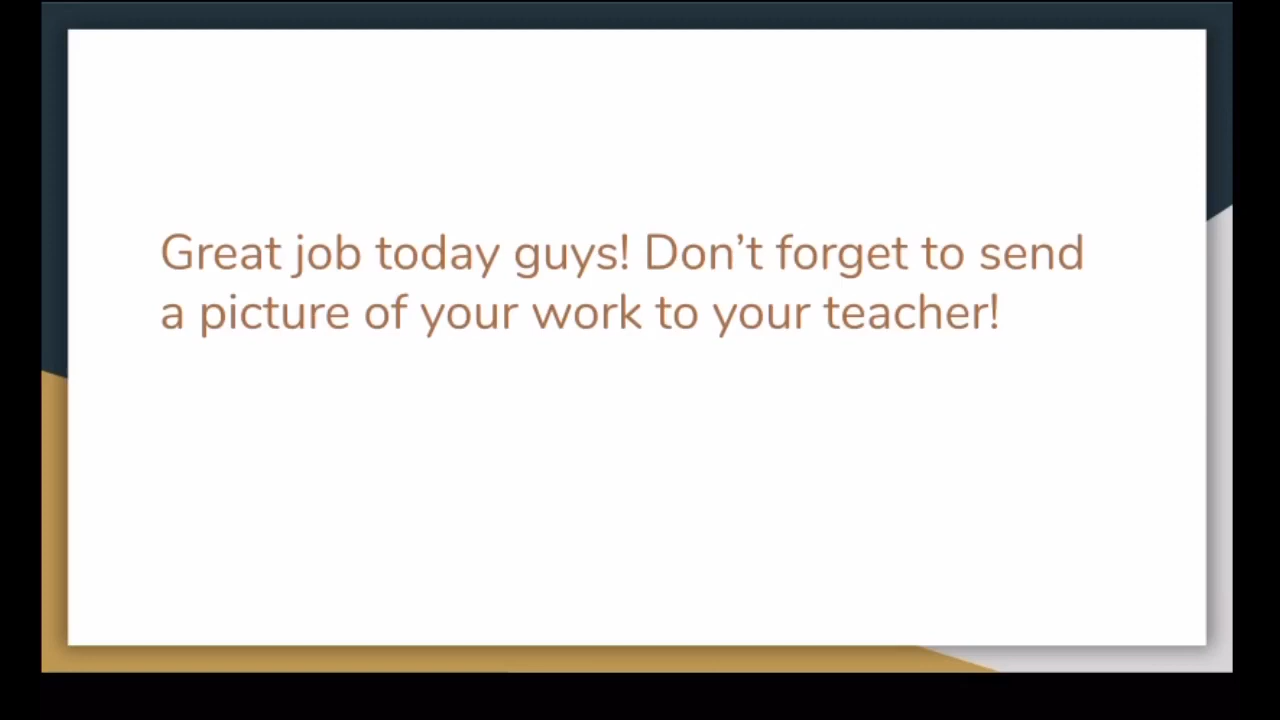 Great job today guys! Don’t forget to send
a picture of your work to your teacher!